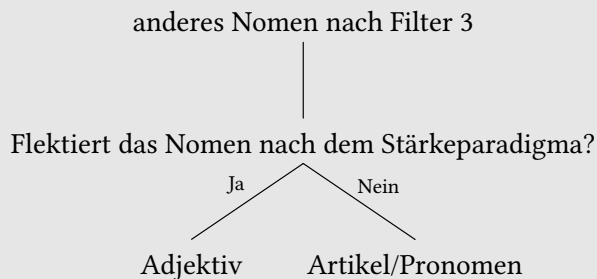 anderes Nomen nach Filter 3
Flektiert das Nomen nach dem Stärkeparadigma?
Ja
Nein
Adjektiv
Artikel/Pronomen